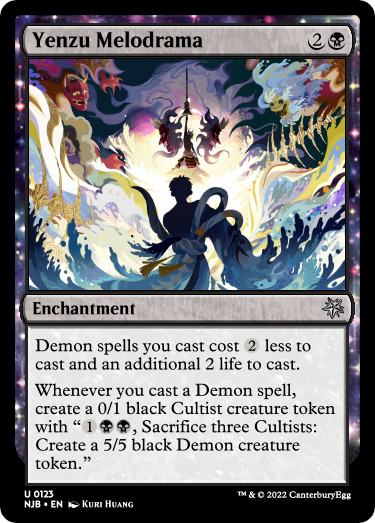 Yenzu Melodrama 2
Enchantment
Demon spells you cast cost 2 less to
cast and an additional 2 life to cast.
Whenever you cast a Demon spell,
create a 0/1 black Cultist creature token
with “1, Sacrifice three Cultists:
Create a 5/5 black Demon creature
token.”
U 0123
NJB • EN Kuri Huang
™ & © 2022 CanterburyEgg